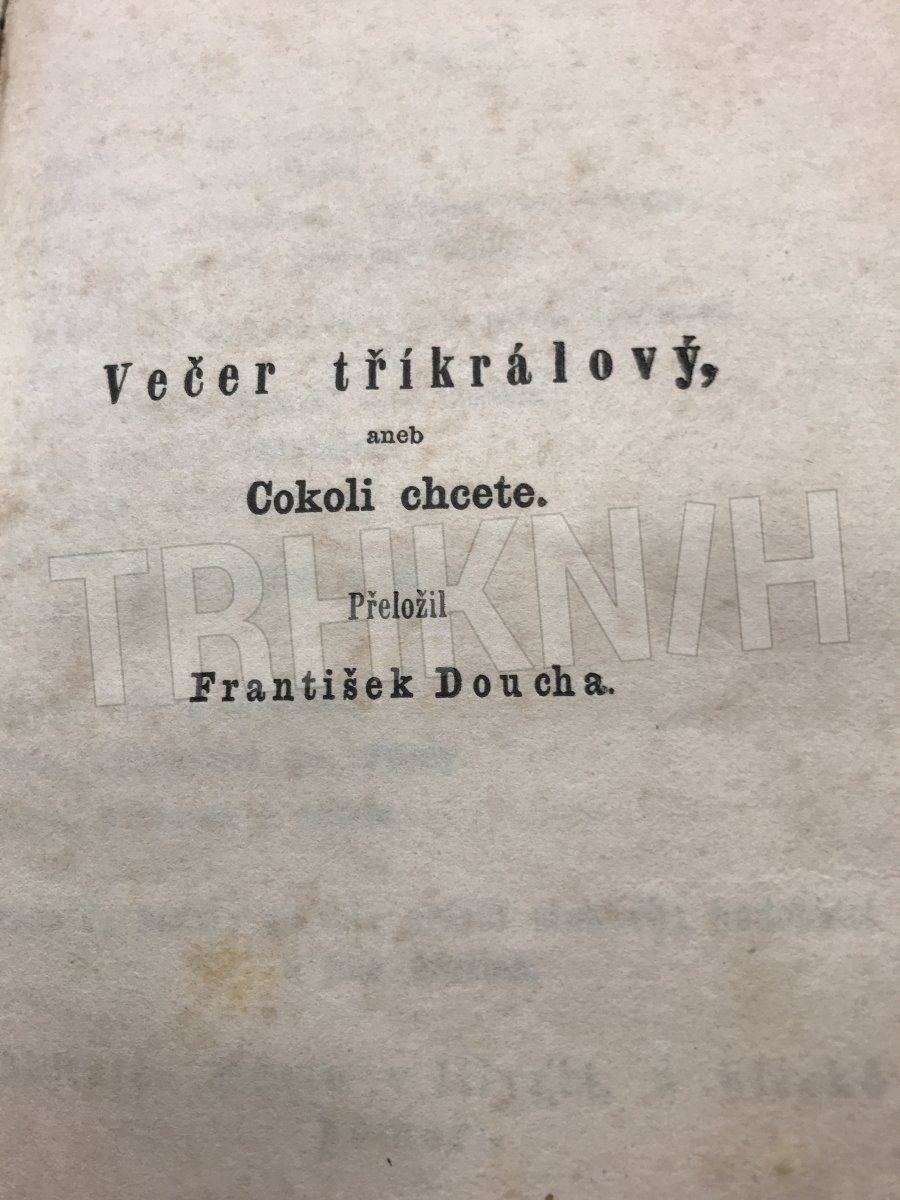 Večer tříkrálový,
aneb
Cokoli chcete.
TRHKNIH
Přeložil
František Doucha.